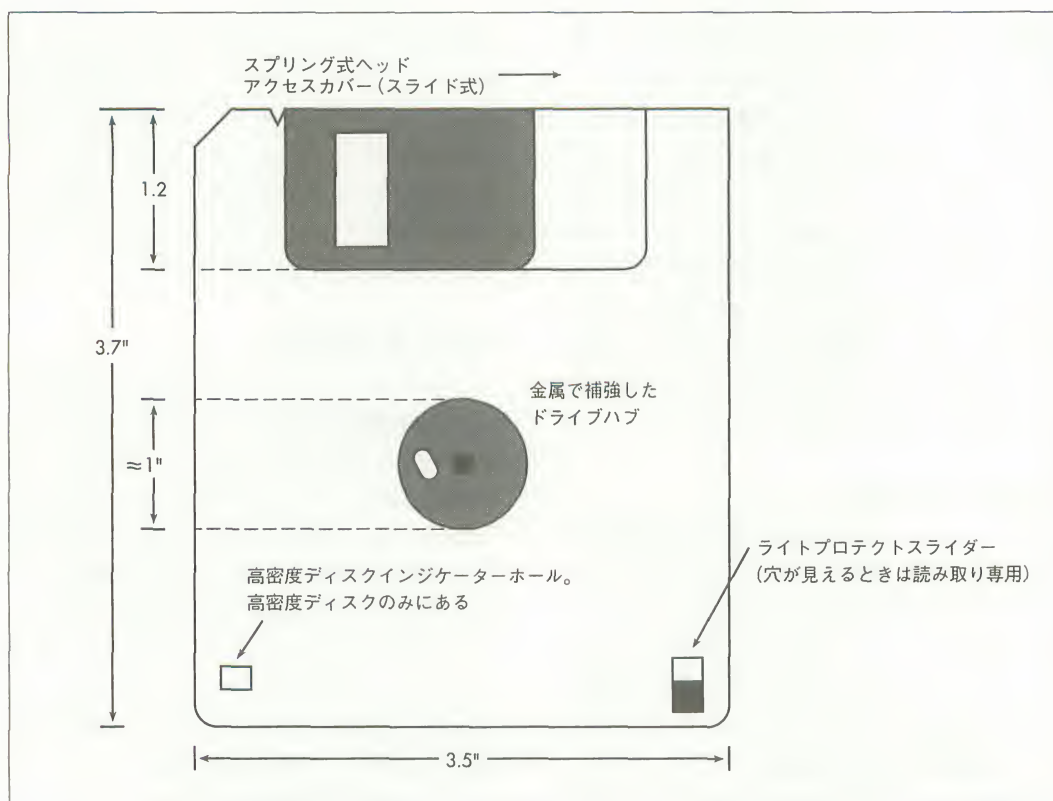 スプリング式ヘッド
アクセスカバー(スライド式)
1.2
3.7"
金属で補強した
ドライブハブ
≈1"
ライトプロテクトスライダー
(穴が見えるときは読み取り専用)
高密度ディスクインジケーターホール。
高密度ディスクのみにある
3.5"